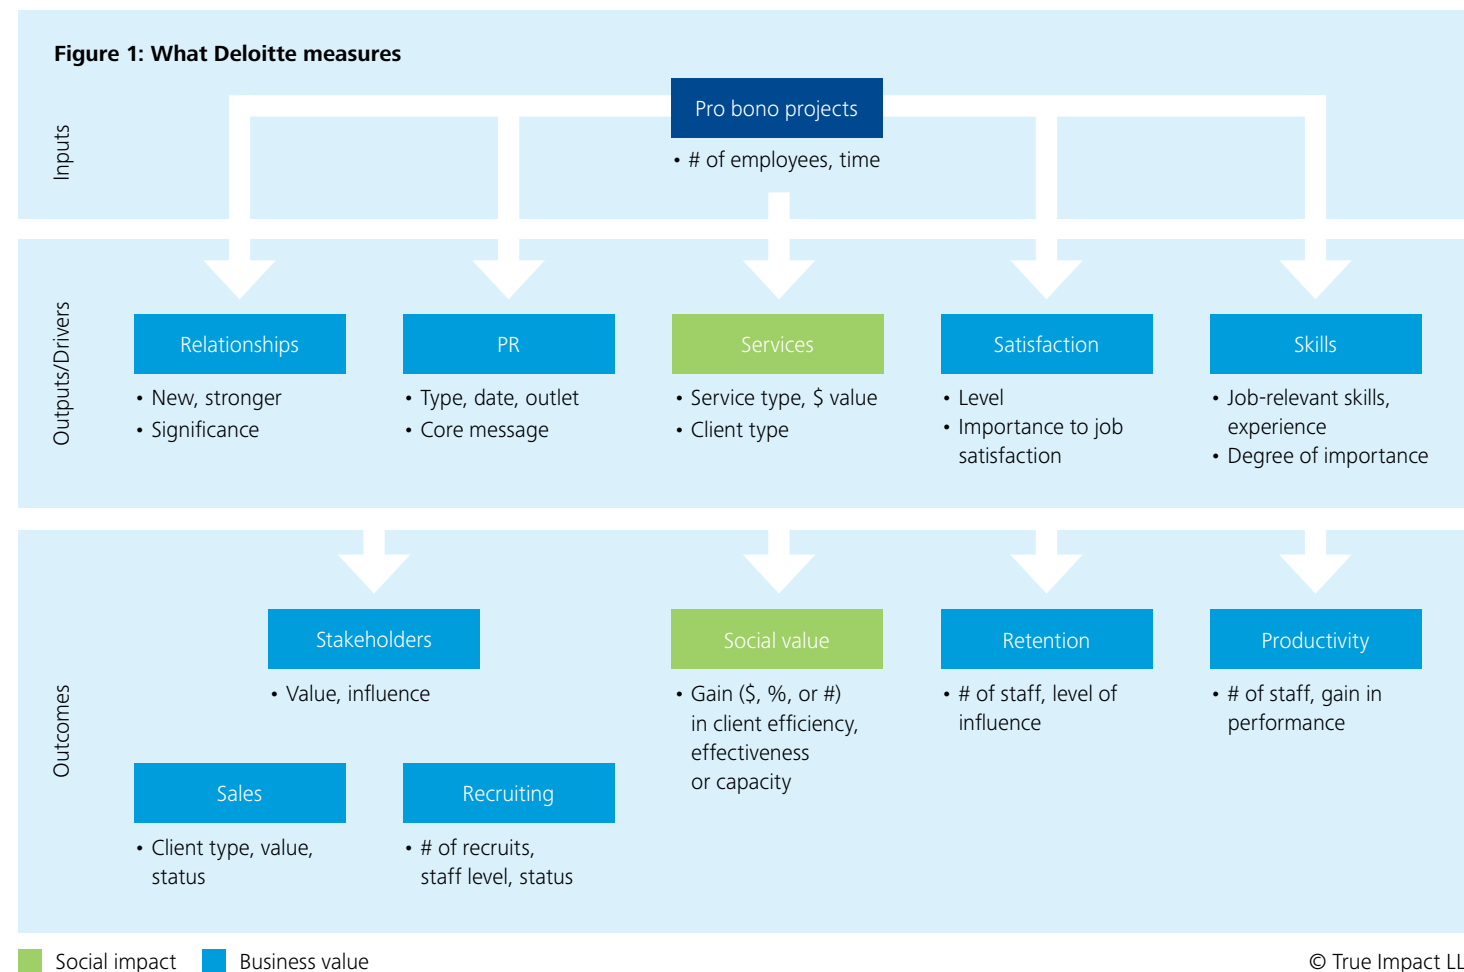 Figure 1: What Deloitte measures
Inputs
Pro bono projects
• # of employees, time
Outputs/Drivers
Relationships
• New, stronger
• Significance
PR
• Type, date, outlet
• Core message
Services
• Service type, $ value
• Client type
Satisfaction
• Level
• Importance to job
satisfaction
Skills
• Job-relevant skills,
experience
• Degree of importance
Outcomes
Stakeholders
• Value, influence
Sales
• Client type, value,
status
Recruiting
• # of recruits,
staff level, status
Social value
• Gain ($, %, or #)
in client efficiency,
effectiveness
or capacity
Retention
• # of staff, level of
influence
Productivity
• # of staff, gain in
performance
Social impact
Business value
© True Impact LL